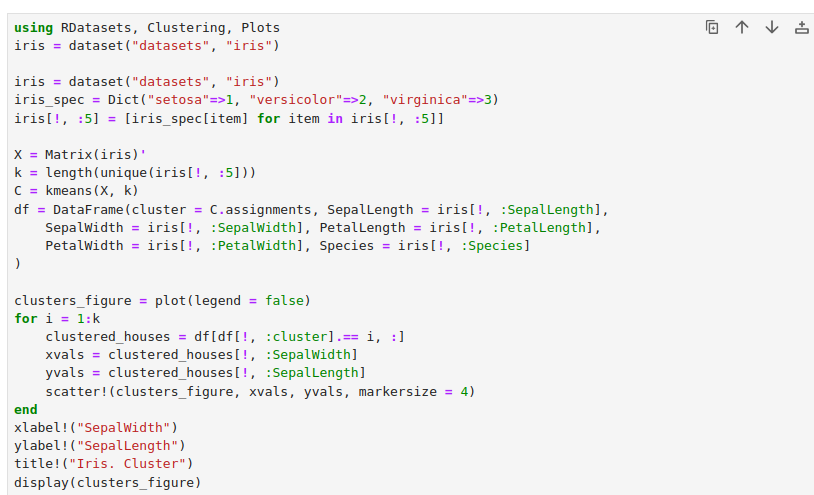 using RDatasets, Clustering, Plots
iris = dataset("datasets", "iris")

iris = dataset("datasets", "iris")
iris_spec = Dict("setosa"=>1, "versicolor"=>2, "virginica"=>3)
iris[!, :5] = [iris_spec[item] for item in iris[!, :5]]

X = Matrix(iris)'
k = length(unique(iris[!, :5]))
C = kmeans(X, k)
df = DataFrame(cluster = C.assignments, SepalLength = iris[!, :SepalLength],
    SepalWidth = iris[!, :SepalWidth], PetalLength = iris[!, :PetalLength],
    PetalWidth = iris[!, :PetalWidth], Species = iris[!, :Species]
)

clusters_figure = plot(legend = false)
for i = 1:k
    clustered_houses = df[df[!, :cluster].== i, :]
    xvals = clustered_houses[!, :SepalWidth]
    yvals = clustered_houses[!, :SepalLength]
    scatter!(clusters_figure, xvals, yvals, markersize = 4)
end
xlabel!("SepalWidth")
ylabel!("SepalLength")
title!("Iris. Cluster")
display(clusters_figure)